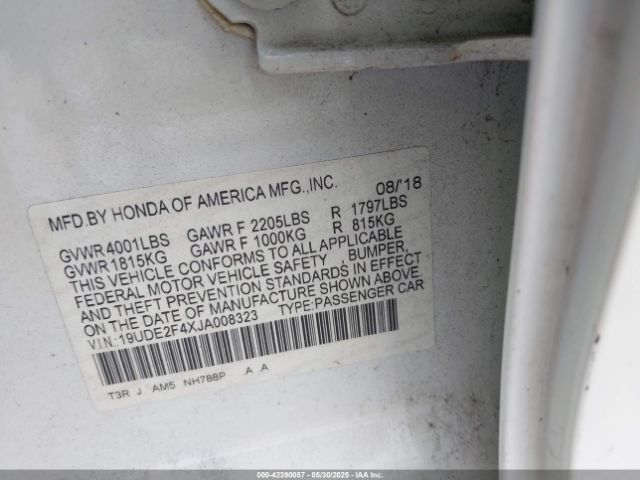 MFD.BY HONDA OF AMERICA MFG.,INC. 08/'18
GVWR 4001LBS GAWR F 2205LBS R 1797LBS
GVWR 1815KG GAWR F 1000KG R 815KG
THIS VEHICLE CONFORMS TO ALL APPLICABLE
FEDERAL MOTOR VEHICLE SAFETY BUMPER,
AND THEFT PREVENTION STANDARDS IN EFFECT
ON THE DATE OF MANUFACTURE SHOWN ABOVE.
V.I.N.: 19UDE2F4XJA008323 TYPE:PASSENGER CAR
T3R J AM5 NH788P A A
000-42390057 | 05/30/2025 | IAA Inc.